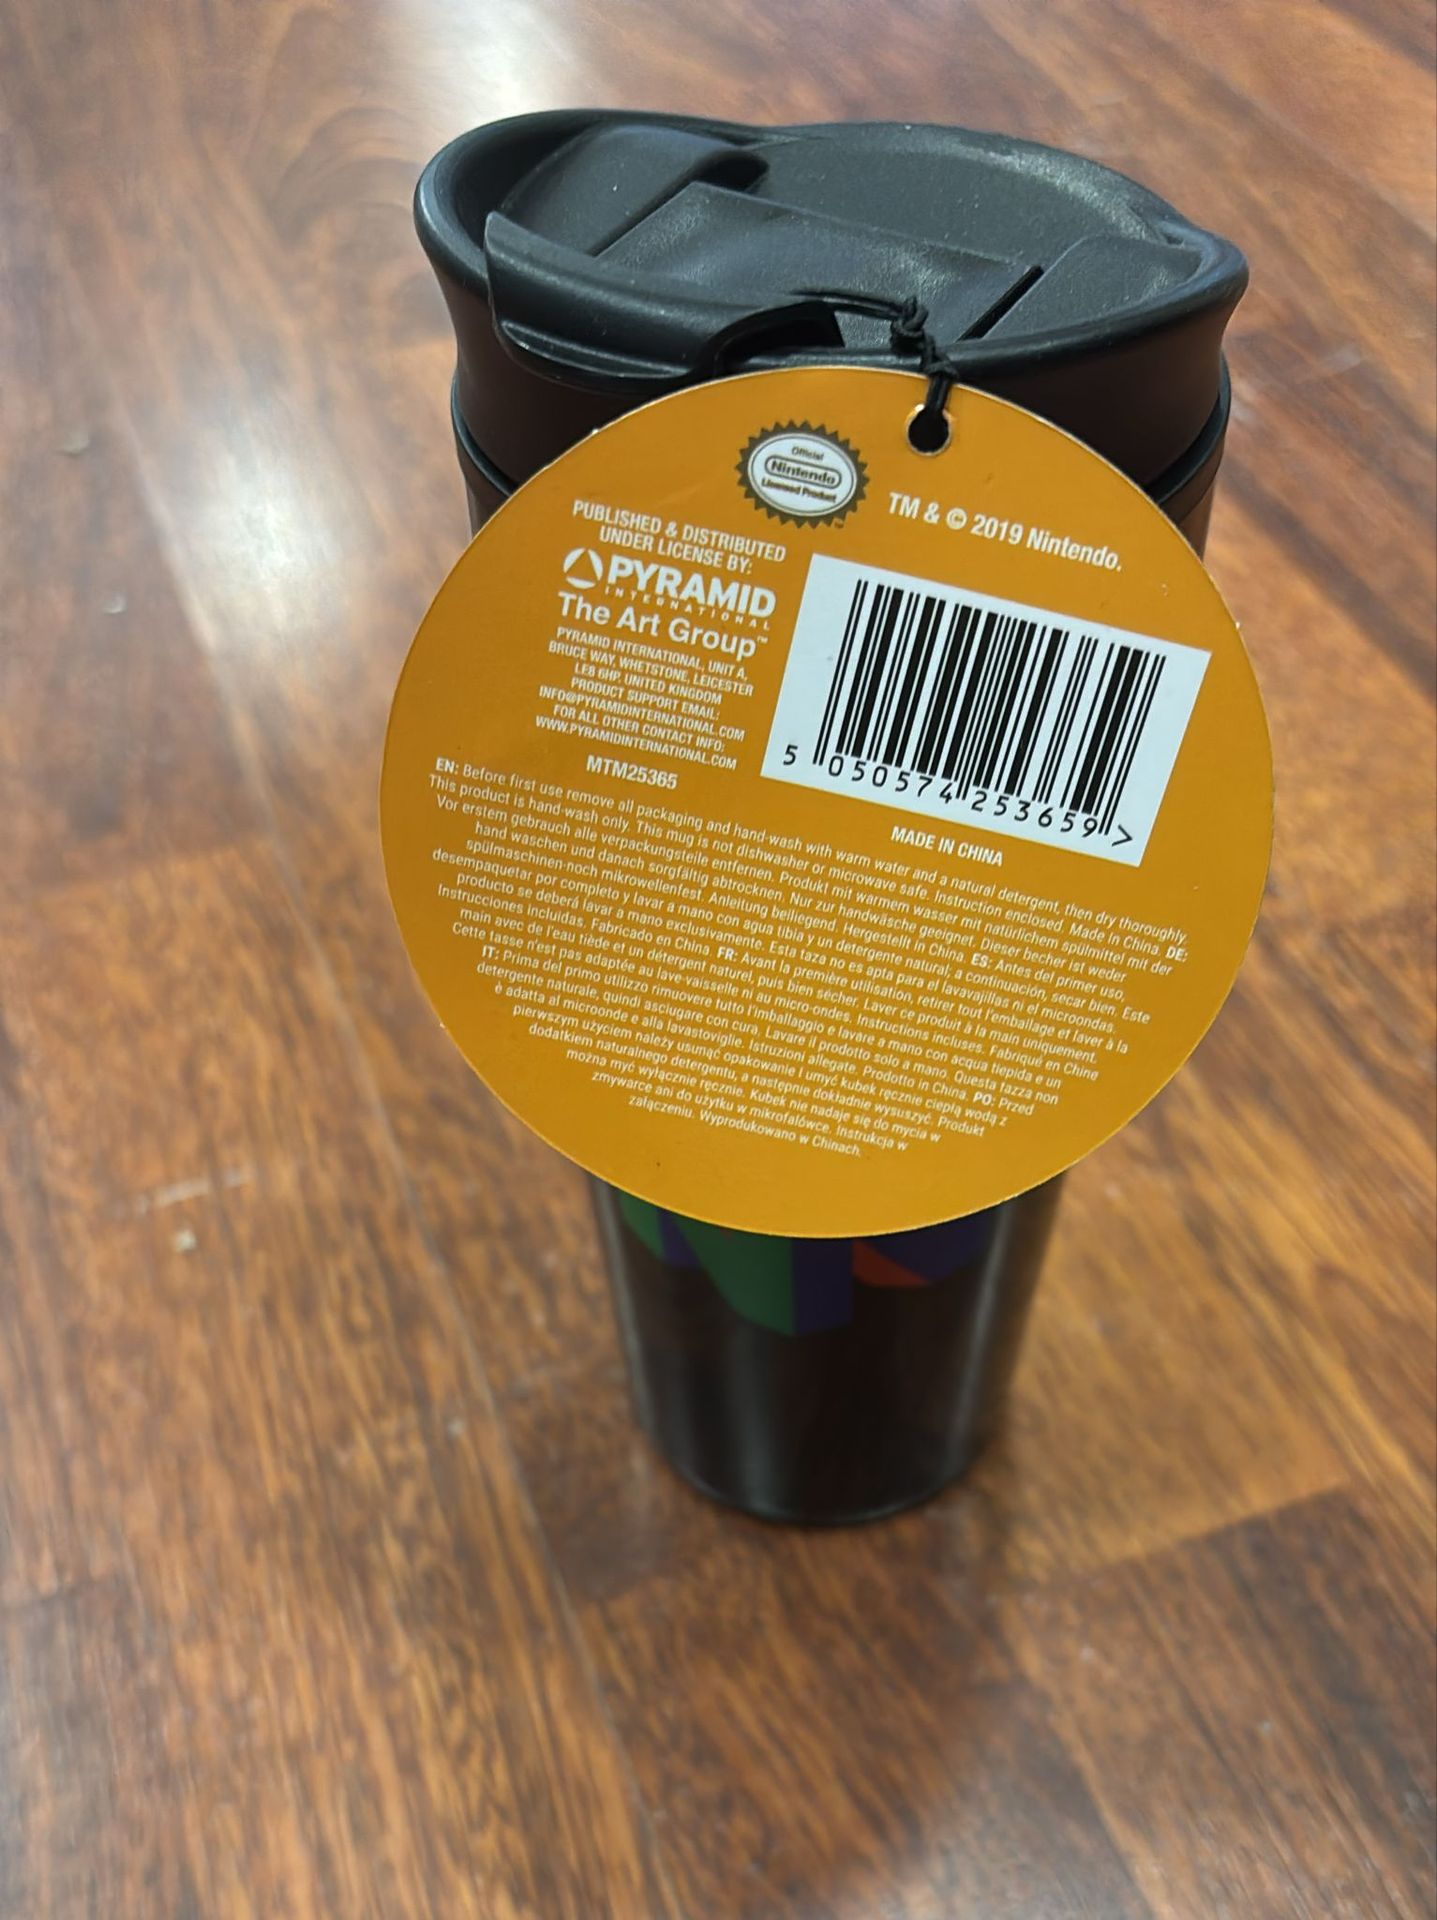 Official
Nintendo
Licensed Product
TM & © 2019 Nintendo.
PUBLISHED & DISTRIBUTED
UNDER LICENSE BY:
PYRAMID
INTERNATIONAL
The Art Group™
PYRAMID INTERNATIONAL, UNIT A,
BRUCE WAY, WHETSTONE, LEICESTER
LE8 6HP, UNITED KINGDOM
PRODUCT SUPPORT EMAIL:
INFO@PYRAMIDINTERNATIONAL.COM
FOR ALL OTHER CONTACT INFO:
WWW.PYRAMIDINTERNATIONAL.COM
MTM25365
5 050574 253659 >
MADE IN CHINA
EN: Before first use remove all packaging and hand-wash with warm water and a natural detergent, then dry thoroughly.
This product is hand-wash only. This mug is not dishwasher or microwave safe. Instruction enclosed. Made in China. DE:
Vor erstem gebrauch alle verpackungsteile entfernen. Produkt mit warmem wasser mit natürlichem spülmittel mit der
hand waschen und danach sorgfältig abtrocknen. Nur zur handwäsche geeignet. Dieser becher ist weder
spülmaschinen-noch mikrowellenfest. Anleitung beiliegend. Hergestellt in China. ES: Antes del primer uso,
desempaquetar por completo y lavar a mano con agua tibia y un detergente natural; a continuación, secar bien. Este
producto se deberá lavar a mano exclusivamente. Esta taza no es apta para el lavavajillas ni el microondas.
Instrucciones incluidas. Fabricado en China. FR: Avant la première utilisation, retirer tout l'emballage et laver à la
main avec de l'eau tiède et un détergent naturel, puis bien sécher. Laver ce produit à la main uniquement.
Cette tasse n'est pas adaptée au lave-vaisselle ni au micro-ondes. Instructions incluses. Fabriqué en Chine
IT: Prima del primo utilizzo rimuovere tutto l'imballaggio e lavare a mano con acqua tiepida e un
detergente naturale, quindi asciugare con cura. Lavare il prodotto solo a mano. Questa tazza non
è adatta al microonde e alla lavastoviglie. Istruzioni allegate. Prodotto in China. PO: Przed
pierwszym użyciem należy usunąć opakowanie I umyć kubek ręcznie ciepłą wodą z
dodatkiem naturalnego detergentu, a następnie dokładnie wysuszyć. Produkt
można myć wyłącznie ręcznie. Kubek nie nadaje się do mycia w
zmywarce ani do użytku w mikrofalówce. Instrukcja w
załączeniu. Wyprodukowano w Chinach.